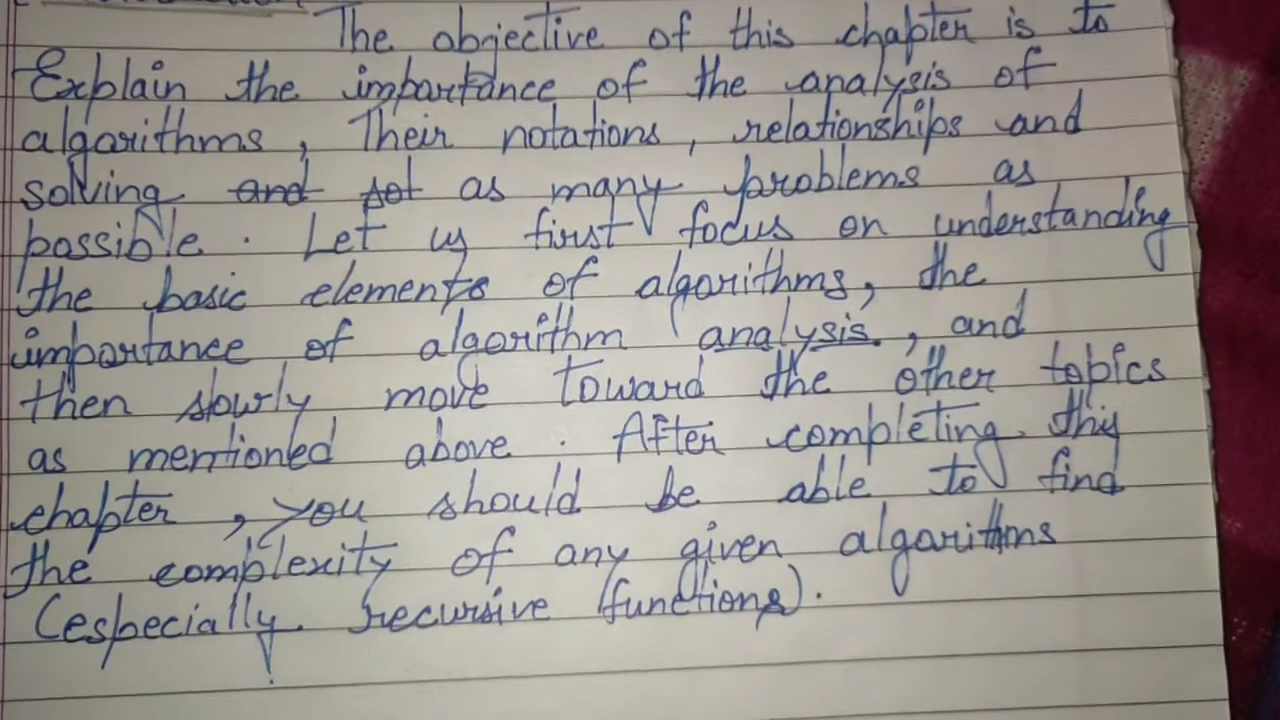 The objective of this chapter is to
Explain the importance of the analysis of
algorithms, Their notations, relationships and
solving and sol as many problems as
possible. Let us first focus on understanding
the basic elements of algorithms, the
importance of algorithm analysis, and
then slowly move toward the other topics
as mentioned above. After completing this
chapter, you should be able to find
the complexity of any given algorithms
(especially recursive functions).